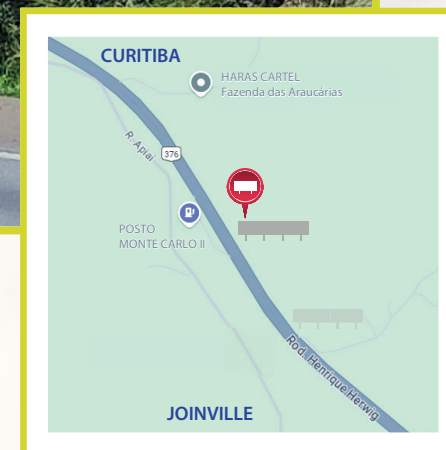 CURITIBA
HARAS CARTEL
Fazenda das Araucárias
R. Apiaí
376
POSTO
MONTE CARLO II
Rod. Henrique Herwig
JOINVILLE